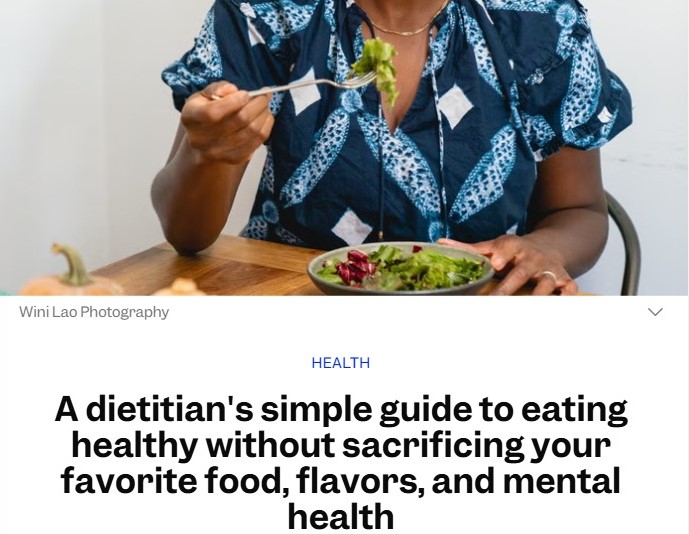 Wini Lao Photography
HEALTH
A dietitian's simple guide to eating
healthy without sacrificing your
favorite food, flavors, and mental
health